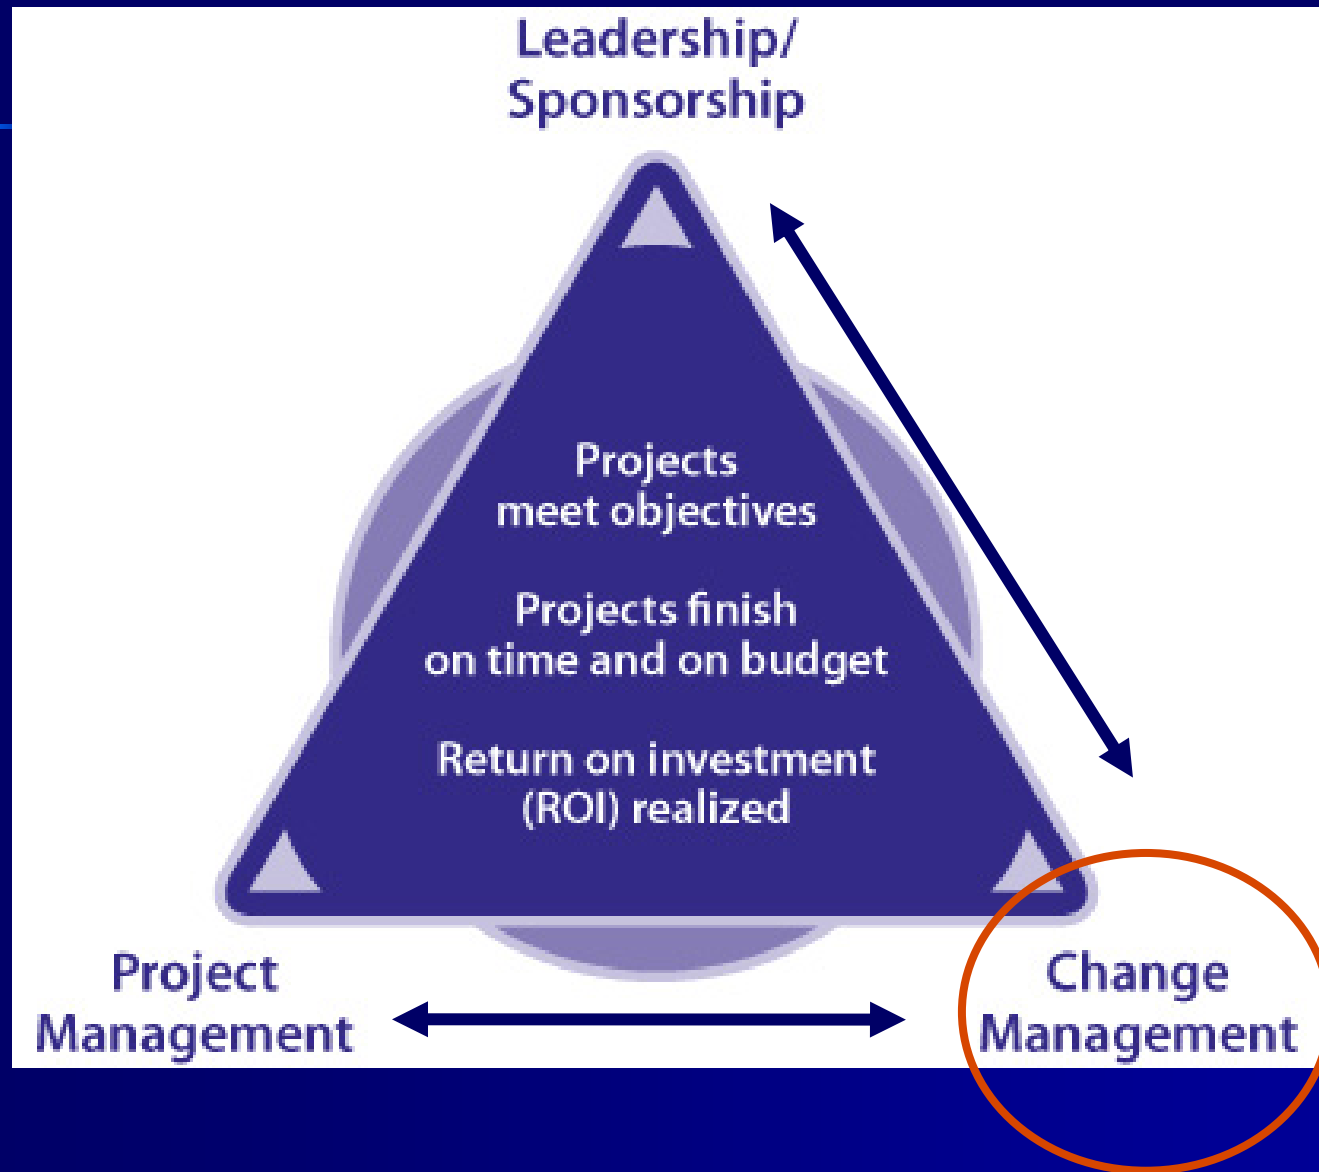 Leadership/
Sponsorship
Projects
meet objectives
Projects finish
on time and on budget
Return on investment
(ROI) realized
Project
Management
Change
Management